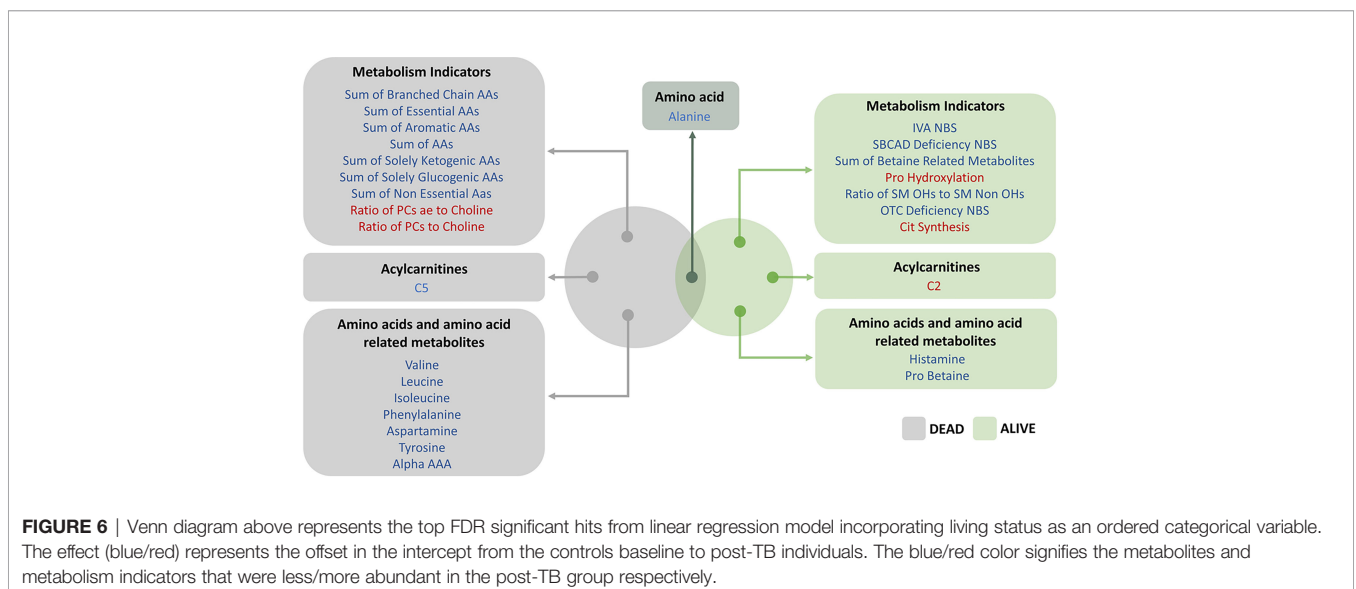 Metabolism Indicators
Sum of Branched Chain AAs
Sum of Essential AAs
Sum of Aromatic AAs
Sum of AAs
Sum of Solely Ketogenic AAs
Sum of Solely Glucogenic AAs
Sum of Non Essential Aas
Ratio of PCs ae to Choline
Ratio of PCs to Choline
Acylcarnitines
C5
Amino acids and amino acid
related metabolites
Valine
Leucine
Isoleucine
Phenylalanine
Aspartamine
Tyrosine
Alpha AAA
Amino acid
Alanine
Metabolism Indicators
IVA NBS
SBCAD Deficiency NBS
Sum of Betaine Related Metabolites
Pro Hydroxylation
Ratio of SM OHs to SM Non OHs
OTC Deficiency NBS
Cit Synthesis
Acylcarnitines
C2
Amino acids and amino acid
related metabolites
Histamine
Pro Betaine
DEAD
ALIVE
FIGURE 6 | Venn diagram above represents the top FDR significant hits from linear regression model incorporating living status as an ordered categorical variable.
The effect (blue/red) represents the offset in the intercept from the controls baseline to post-TB individuals. The blue/red color signifies the metabolites and
metabolism indicators that were less/more abundant in the post-TB group respectively.